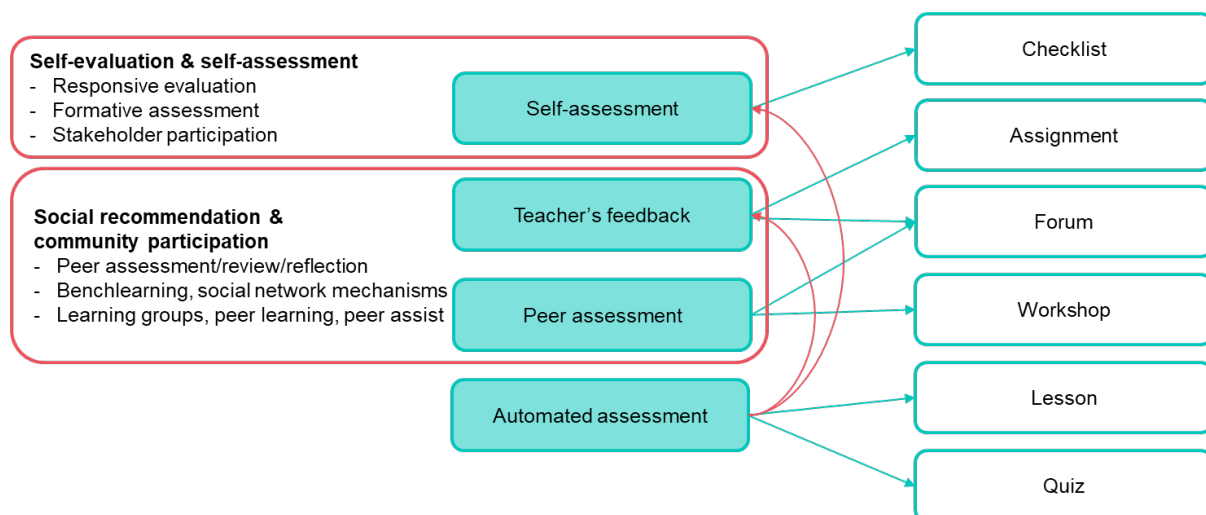 Self-evaluation & self-assessment
- Responsive evaluation
- Formative assessment
- Stakeholder participation
Self-assessment
Social recommendation &
community participation
- Peer assessment/review/reflection
- Benchlearning, social network mechanisms
- Learning groups, peer learning, peer assist
Teacher’s feedback
Peer assessment
Automated assessment
Checklist
Assignment
Forum
Workshop
Lesson
Quiz